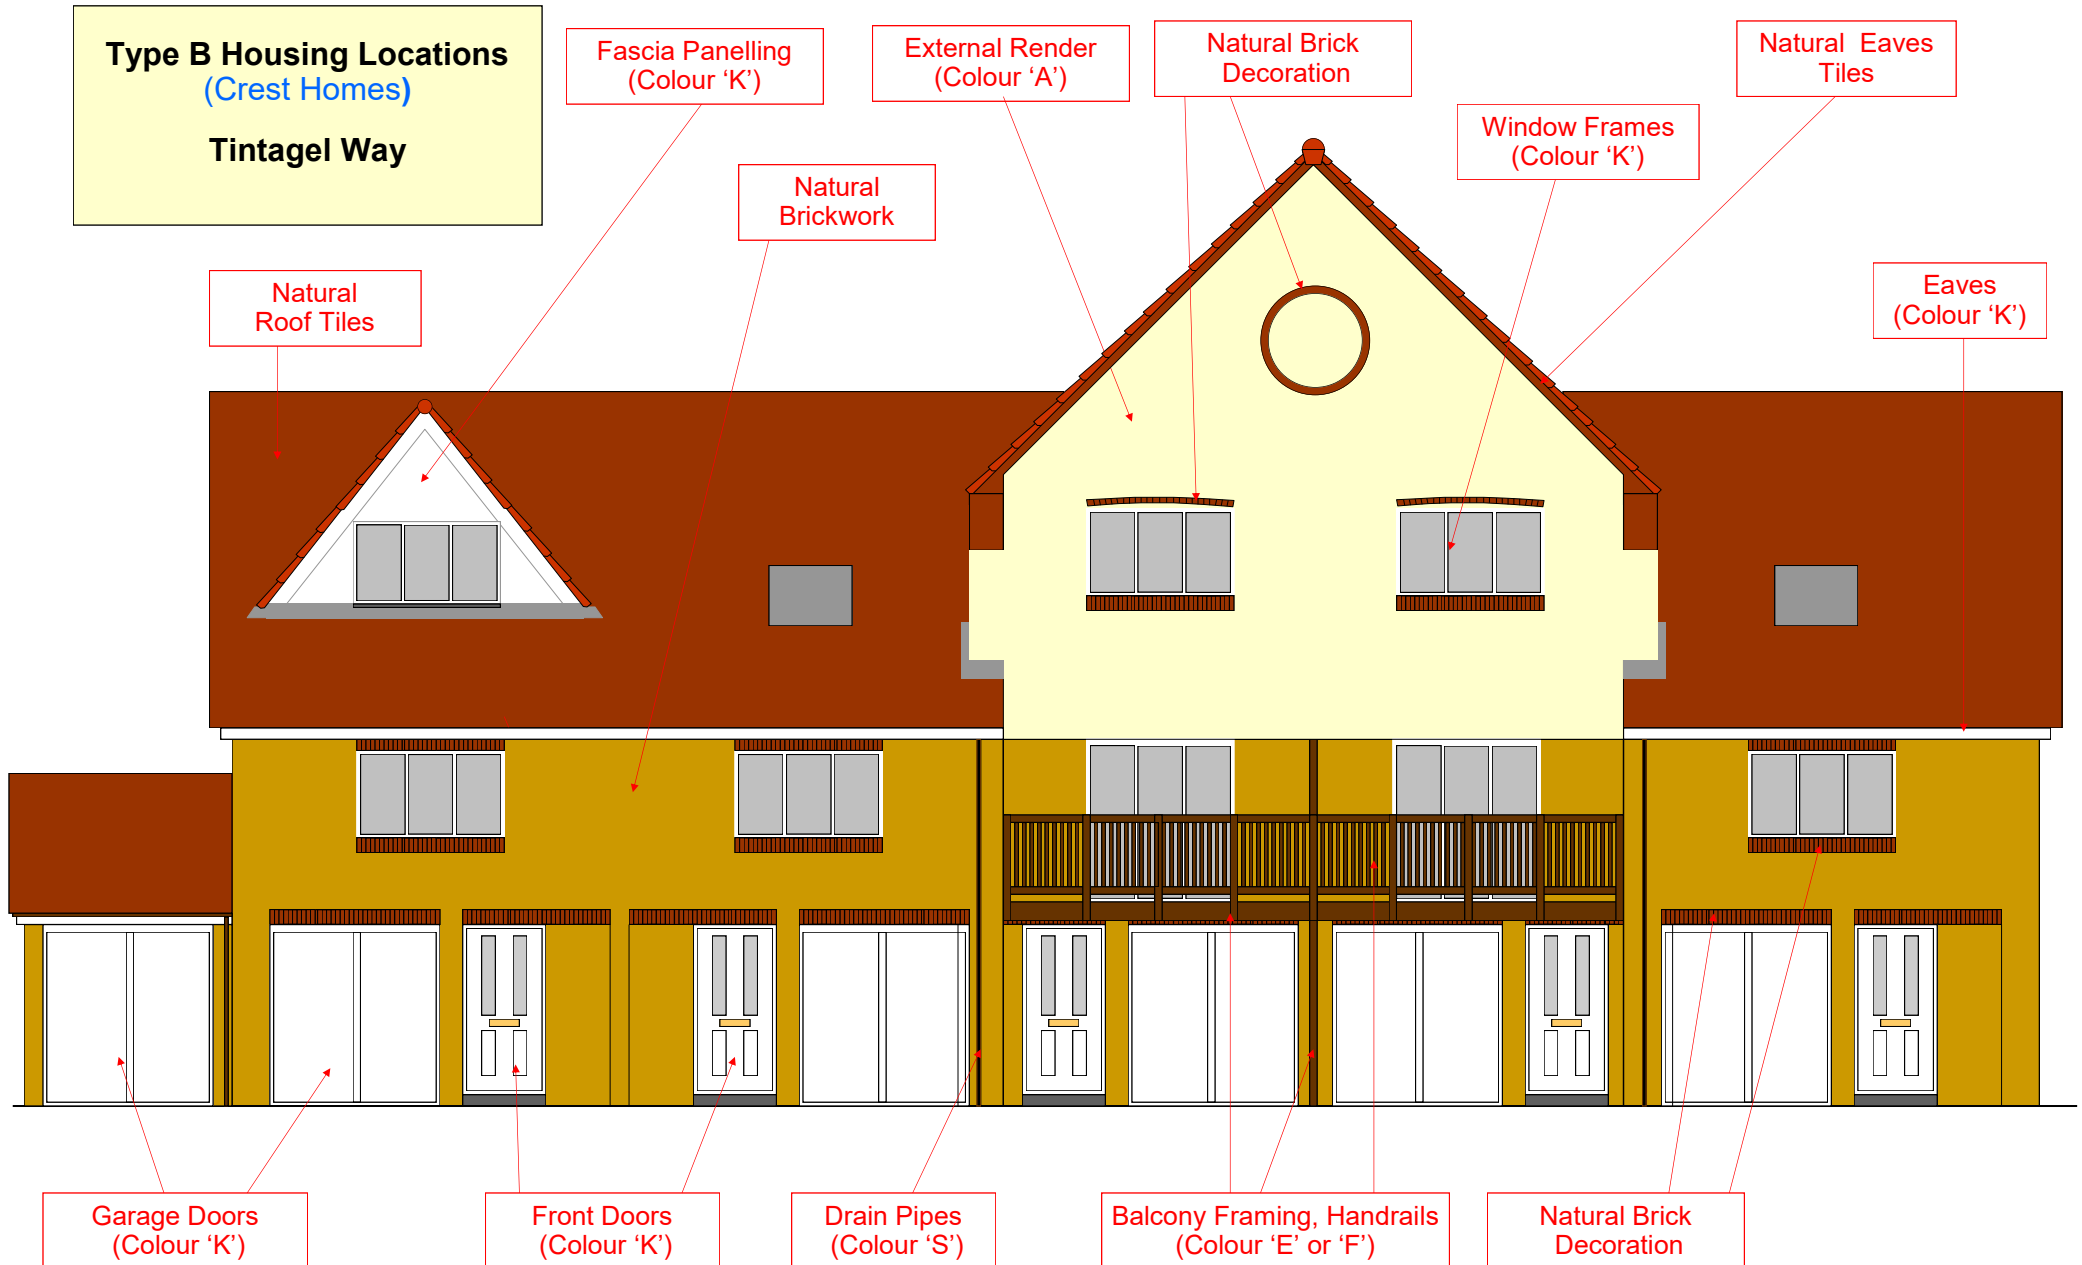 Type B Housing Locations
(Crest Homes)
Tintagel Way
Fascia Panelling
(Colour ‘K’)
External Render
(Colour ‘A’)
Natural Brick
Decoration
Natural Eaves
Tiles
Window Frames
(Colour ‘K’)
Natural
Brickwork
Natural
Roof Tiles
Eaves
(Colour ‘K’)
Garage Doors
(Colour ‘K’)
Front Doors
(Colour ‘K’)
Drain Pipes
(Colour ‘S’)
Balcony Framing, Handrails
(Colour ‘E’ or ‘F’)
Natural Brick
Decoration